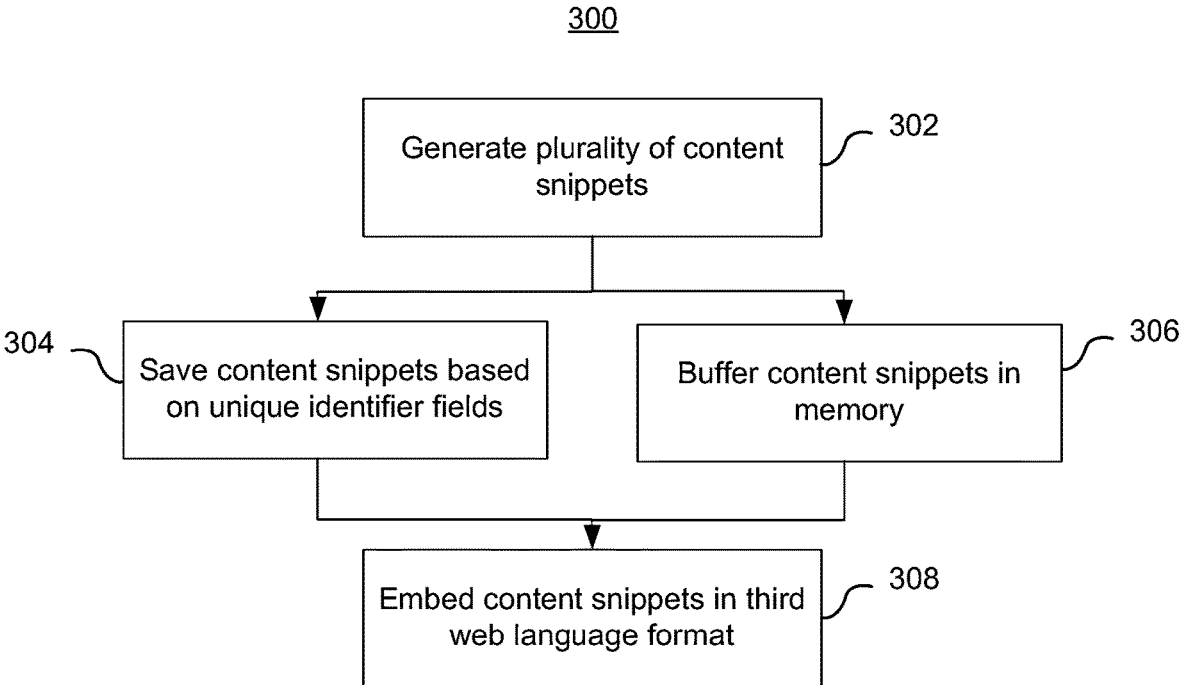 300
Generate plurality of content
snippets
302
304
Save content snippets based
on unique identifier fields
Buffer content snippets in
memory
306
Embed content snippets in third
web language format
308